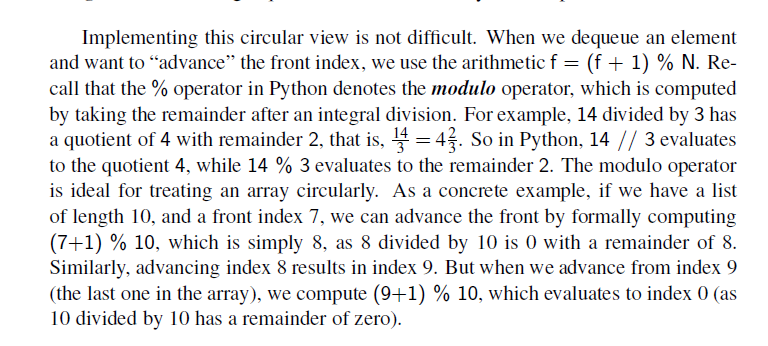 Implementing this circular view is not difficult. When we dequeue an element
and want to “advance” the front index, we use the arithmetic f = (f + 1) % N. Re-
call that the % operator in Python denotes the modulo operator, which is computed
by taking the remainder after an integral division. For example, 14 divided by 3 has
a quotient of 4 with remainder 2, that is, 14/3 = 4 2/3. So in Python, 14 // 3 evaluates
to the quotient 4, while 14 % 3 evaluates to the remainder 2. The modulo operator
is ideal for treating an array circularly. As a concrete example, if we have a list
of length 10, and a front index 7, we can advance the front by formally computing
(7+1) % 10, which is simply 8, as 8 divided by 10 is 0 with a remainder of 8.
Similarly, advancing index 8 results in index 9. But when we advance from index 9
(the last one in the array), we compute (9+1) % 10, which evaluates to index 0 (as
10 divided by 10 has a remainder of zero).